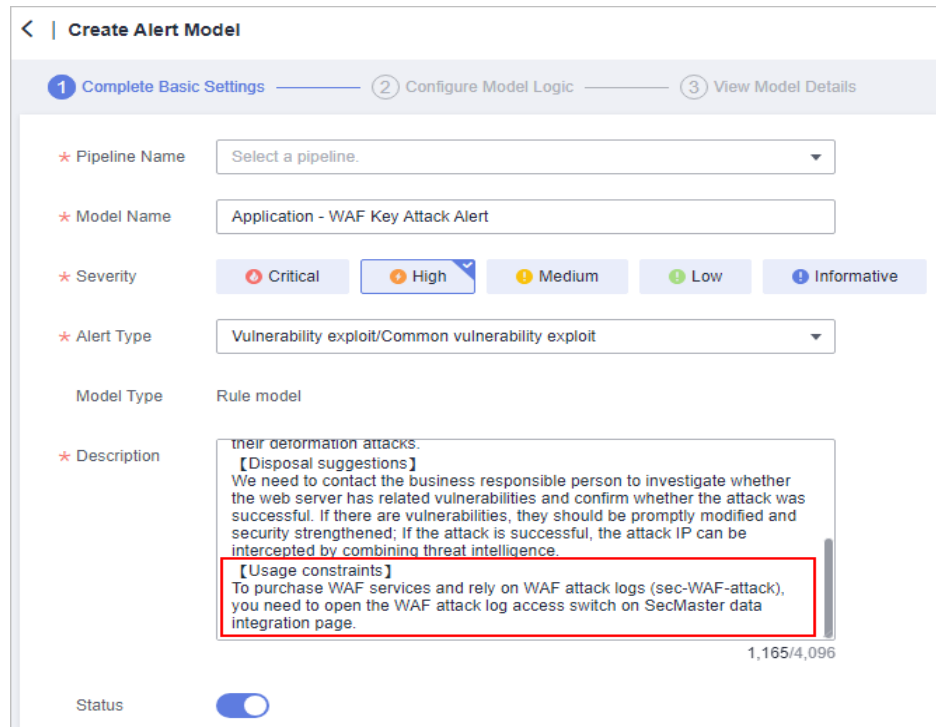 Create Alert Model
1 Complete Basic Settings 2 Configure Model Logic 3 View Model Details
* Pipeline Name Select a pipeline.
* Model Name Application - WAF Key Attack Alert
* Severity Critical High Medium Low Informative
* Alert Type Vulnerability exploit/Common vulnerability exploit
Model Type Rule model
their deformation attacks.
* Description 【Disposal suggestions】
We need to contact the business responsible person to investigate whether
the web server has related vulnerabilities and confirm whether the attack was
successful. If there are vulnerabilities, they should be promptly modified and
security strengthened; If the attack is successful, the attack IP can be
intercepted by combining threat intelligence.
【Usage constraints】
To purchase WAF services and rely on WAF attack logs (sec-WAF-attack),
you need to open the WAF attack log access switch on SecMaster data
integration page.
1,165/4,096
Status